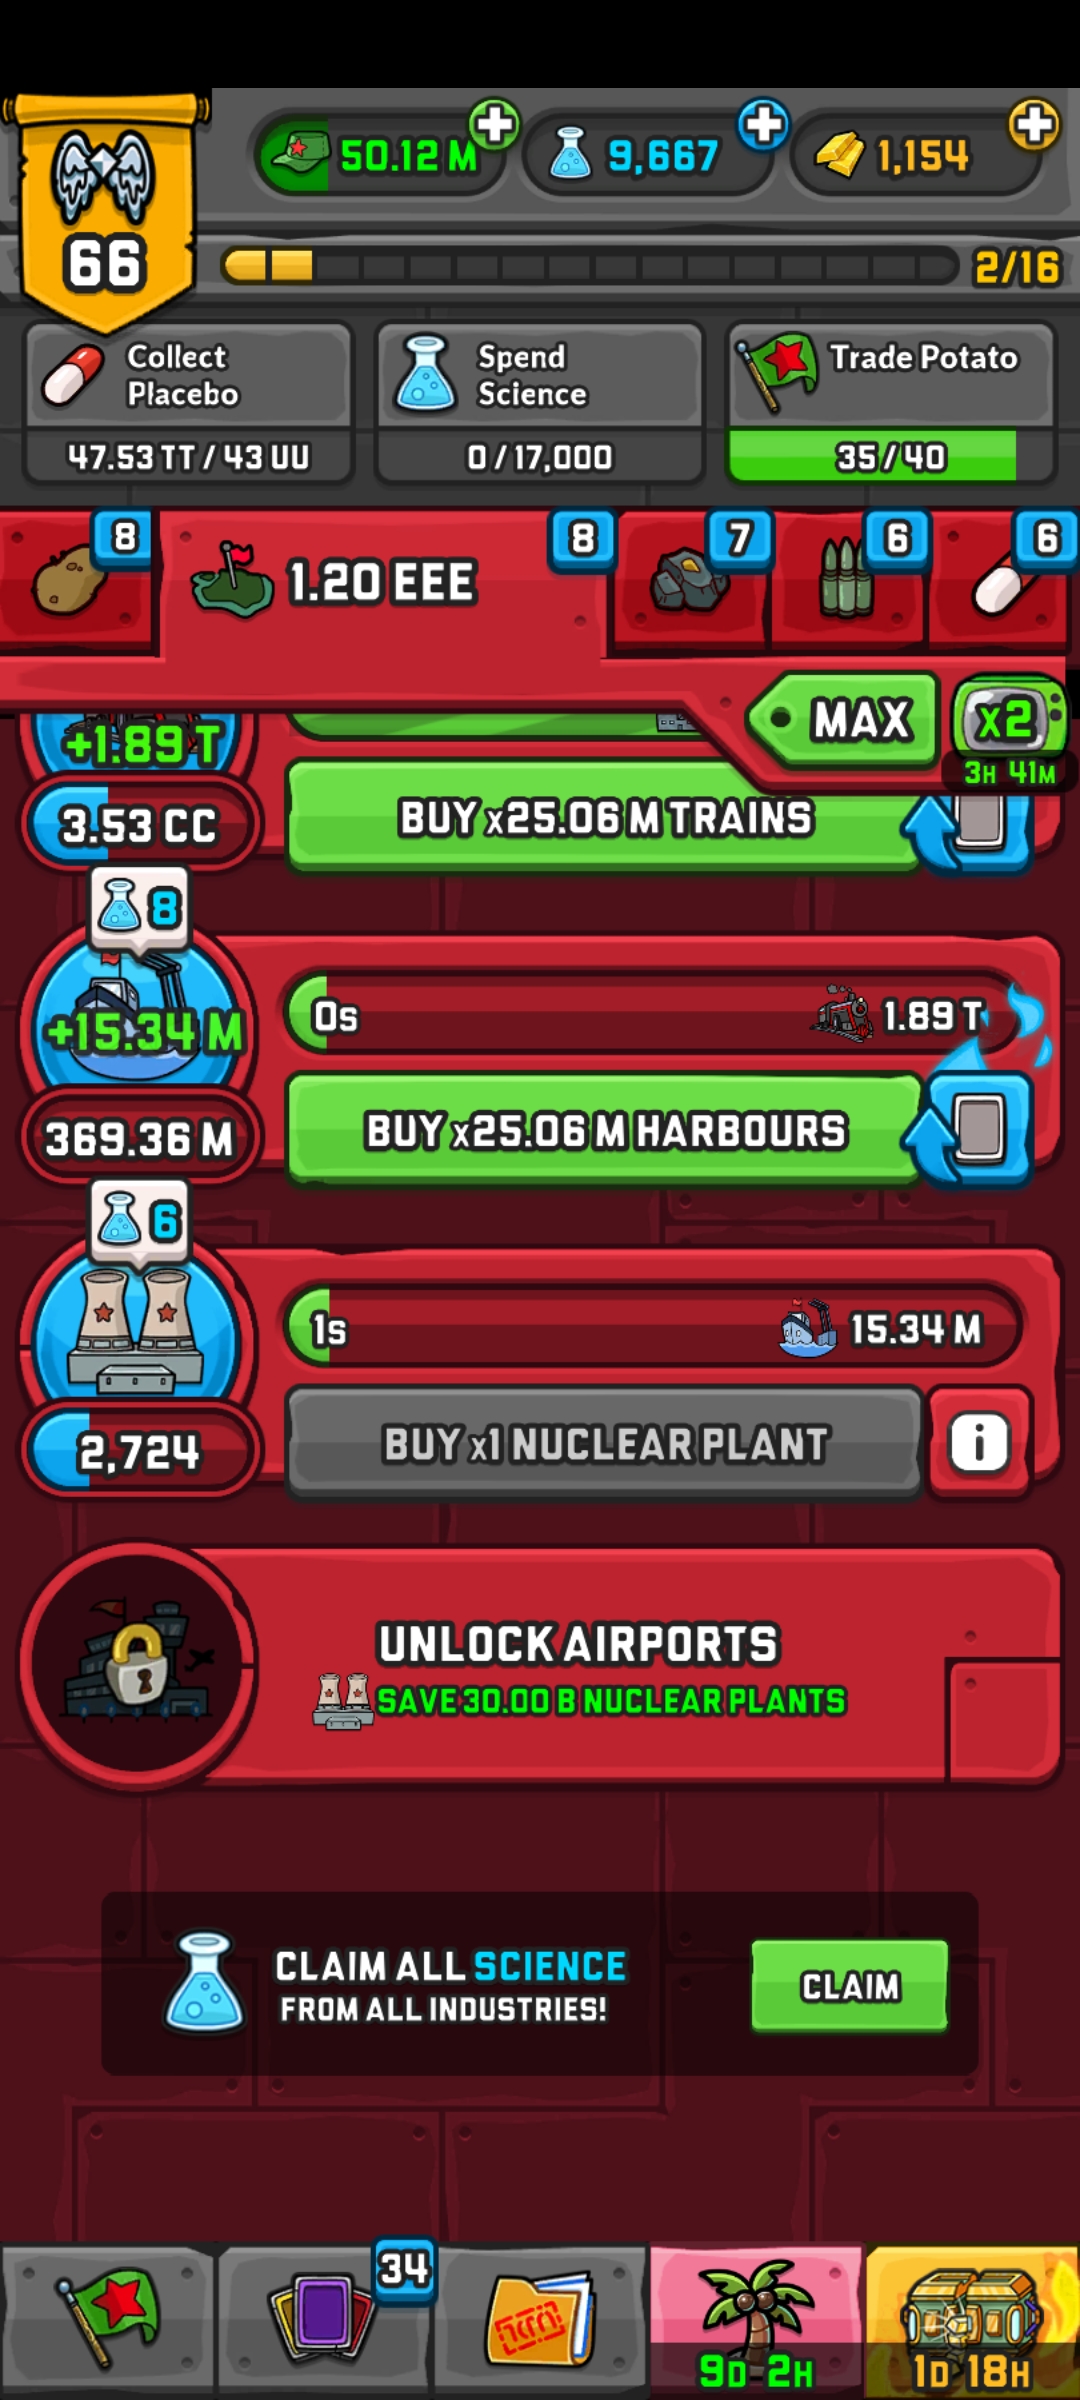 50.12 M
9,667
1,154
66
2/16
Collect
Placebo
47.53 TT / 43 UU
Spend
Science
0 / 17,000
Trade Potato
35 / 40
8
1.20 EEE
8
7
6
6
MAX
x2
3H 41M
+1.89 T
3.53 CC
BUY x25.06 M TRAINS
8
+15.34 M
0s
1.89 T
369.36 M
BUY x25.06 M HARBOURS
6
1s
15.34 M
2,724
BUY x1 NUCLEAR PLANT
i
UNLOCK AIRPORTS
SAVE 30.00 B NUCLEAR PLANTS
CLAIM ALL SCIENCE
FROM ALL INDUSTRIES!
CLAIM
34
9D 2H
1D 18H